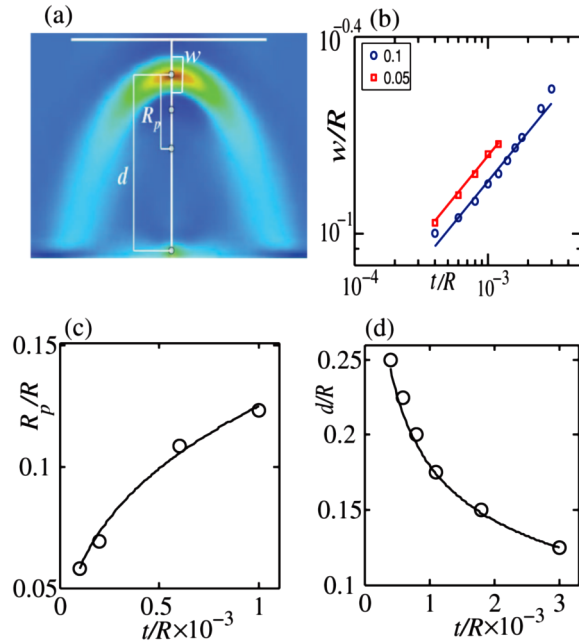 (a)
w
R_p
d
(b)
10^{-0.4}
0.1
0.05
w/R
10^{-1}
10^{-4}
t/R
10^{-3}
(c)
0.15
R_p/R
0.1
0.05
0
0.5
1
t/R×10^{-3}
(d)
0.25
d/R
0.2
0.15
0.1
0
1
2
3
t/R×10^{-3}